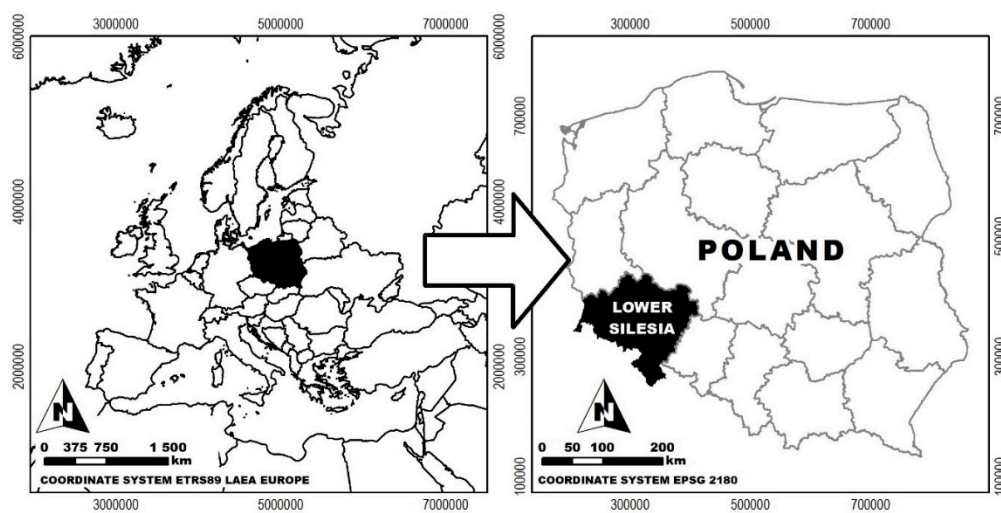 3000000 5000000 7000000
6000000
4000000
2000000
N
0 375 750 1 500
km
COORDINATE SYSTEM ETRS89 LAEA EUROPE
3000000 5000000 7000000
6000000
4000000
2000000
300000 500000 700000
700000
500000
300000
100000
POLAND
LOWER
SILESIA
N
0 50 100 200
km
COORDINATE SYSTEM EPSG 2180
300000 500000 700000
700000
500000
300000
100000